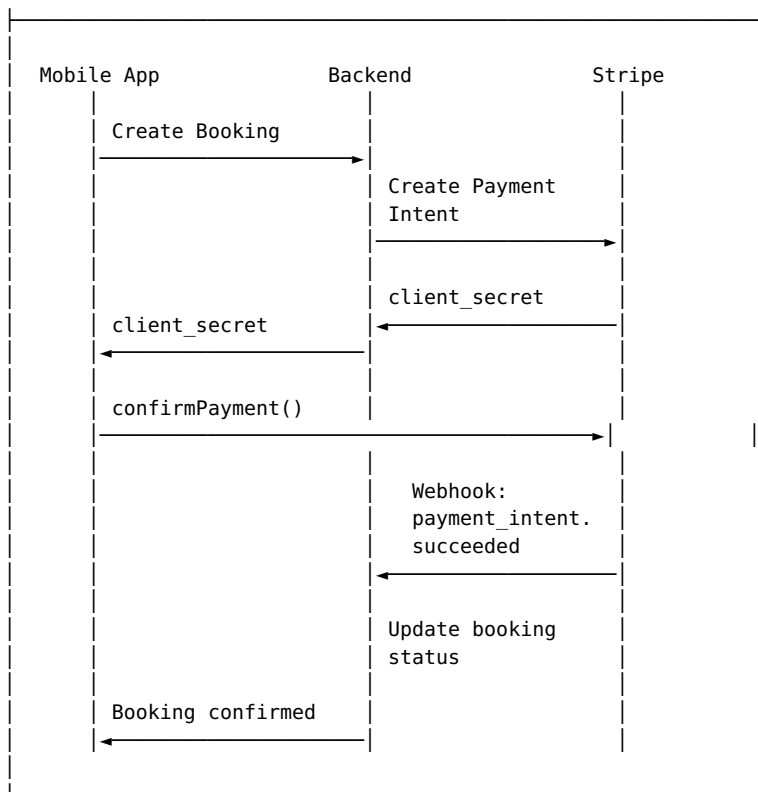 Mobile App Backend Stripe
Create Booking
Create Payment
Intent
client_secret
client_secret
confirmPayment()
Webhook:
payment_intent.
succeeded
Update booking
status
Booking confirmed